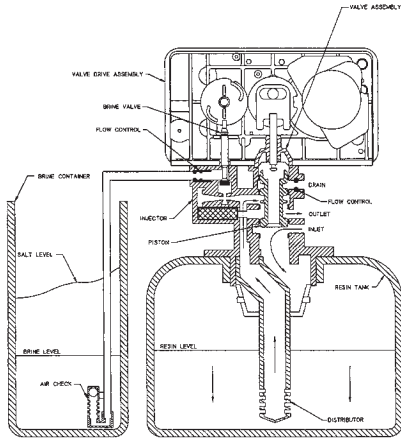 VALVE ASSEMBLY
VALVE DRIVE ASSEMBLY
BRINE VALVE
FLOW CONTROL
BRINE CONTAINER
DRAIN
FLOW CONTROL
INJECTOR
OUTLET
INLET
PISTON
SALT LEVEL
RESIN TANK
BRINE LEVEL
RESIN LEVEL
AIR CHECK
DISTRIBUTOR